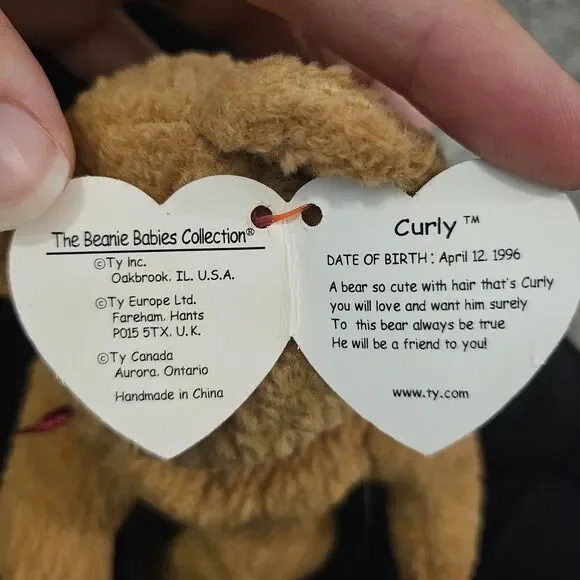 The Beanie Babies Collection®
©Ty Inc.
Oakbrook, IL. U.S.A.
©Ty Europe Ltd.
Fareham, Hants
PO15 5TX, U.K.
©Ty Canada
Aurora, Ontario
Handmade in China
Curly ™
DATE OF BIRTH : April 12, 1996
A bear so cute with hair that's Curly
you will love and want him surely
To this bear always be true
He will be a friend to you!
www.ty.com